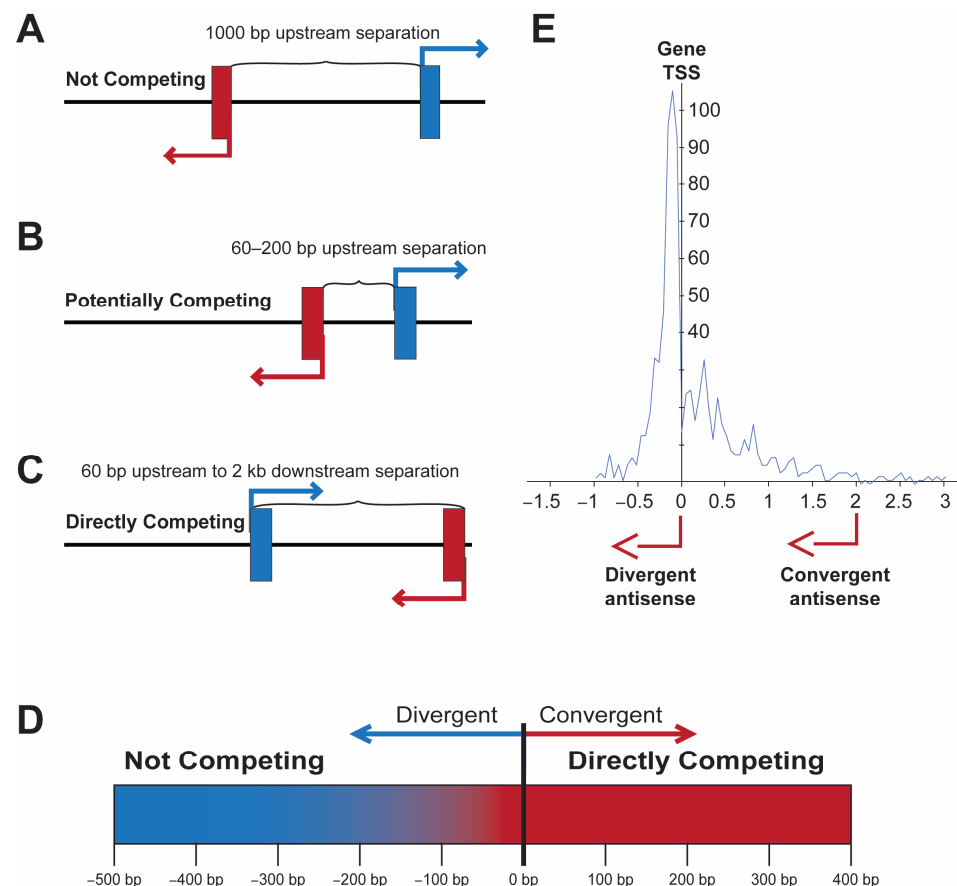 A
1000 bp upstream separation
Not Competing
B
60–200 bp upstream separation
Potentially Competing
C
60 bp upstream to 2 kb downstream separation
Directly Competing
E
Gene
TSS
100
90
80
70
60
50
40
–1.5 –1 –0.5 0 0.5 1 1.5 2 2.5 3
Divergent
antisense
Convergent
antisense
D
Divergent Convergent
Not Competing Directly Competing
–500 bp –400 bp –300 bp –200 bp –100 bp 0 bp 100 bp 200 bp 300 bp 400 bp